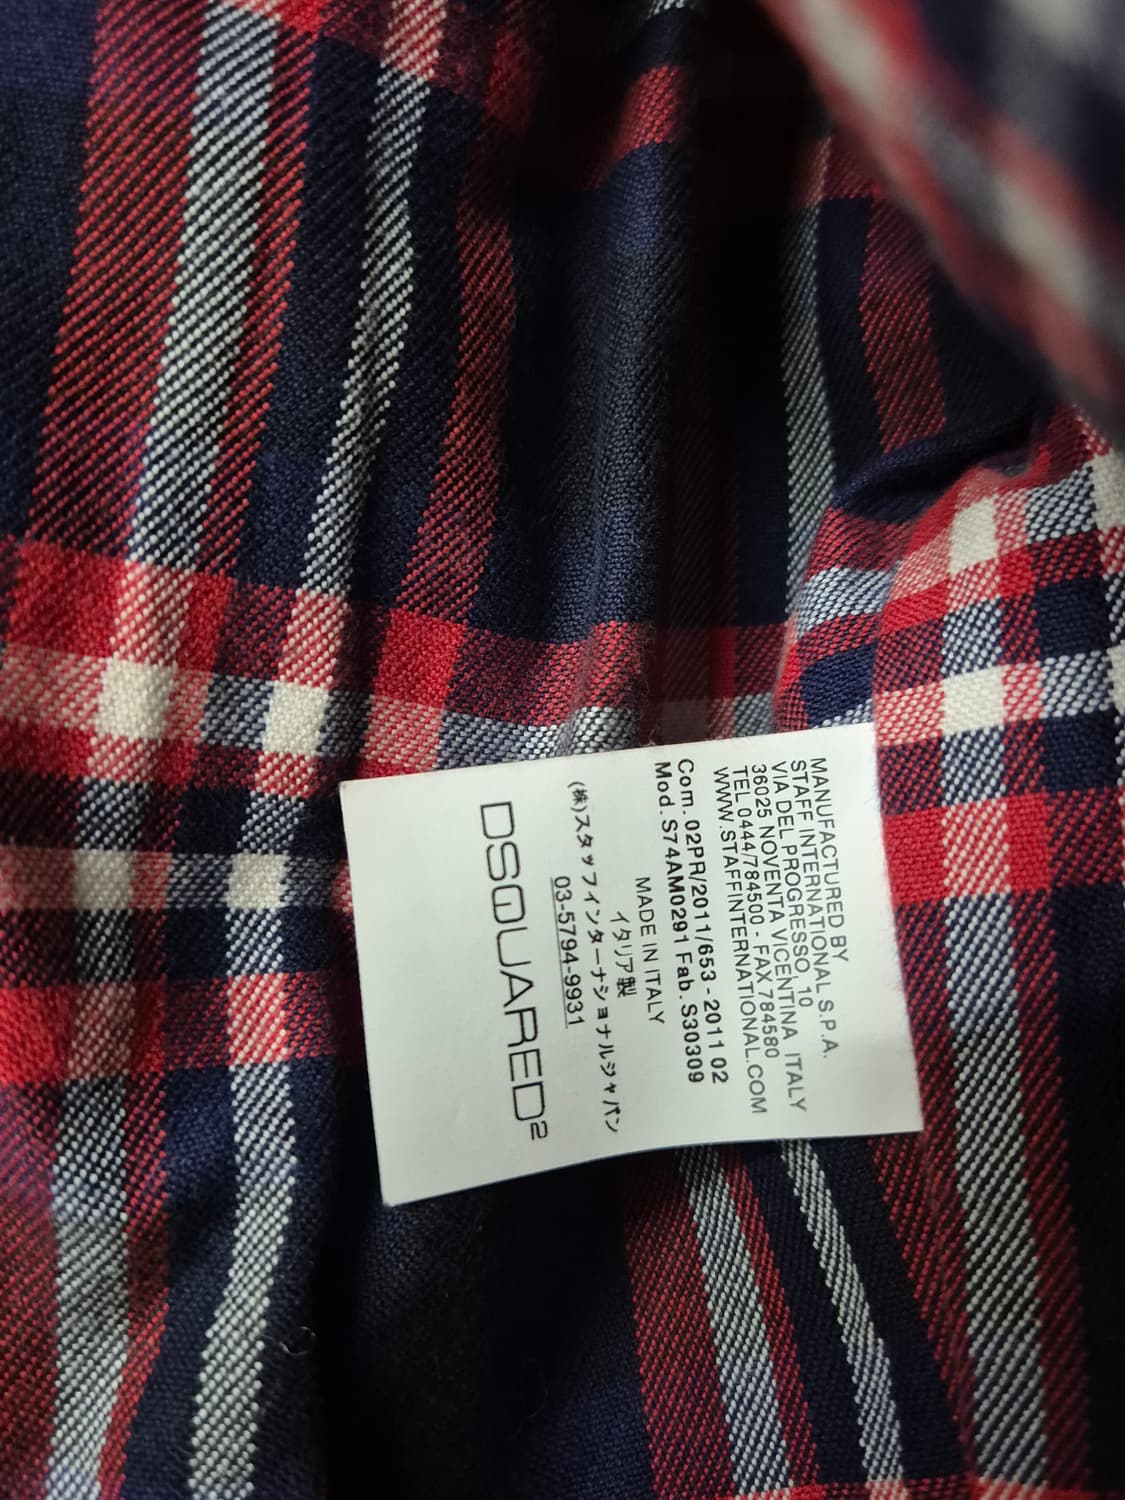 MANUFACTURED BY
STAFF INTERNATIONAL S.P.A.
VIA DEL PROGRESSO, 10
36025 NOVENTA VICENTINA ITALY
TEL 0444/784500 - FAX 784580
WWW.STAFFINTERNATIONAL.COM
Com. 02PR/2011/653 - 2011 02
Mod. S74AM0291 Fab. S30309
MADE IN ITALY
イタリア製
(株)スタッフインターナショナルジャパン
03-5794-9931
DSQUARED2